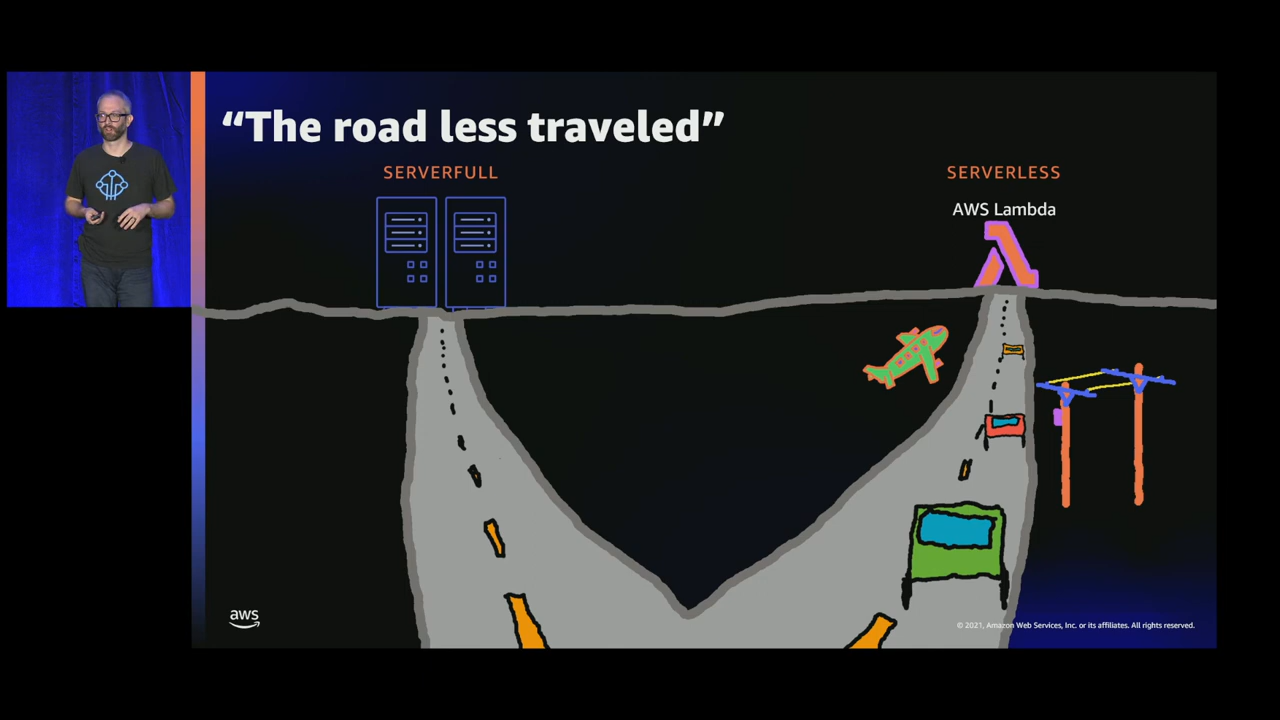 “The road less traveled”
SERVERFULL
SERVERLESS
AWS Lambda
aws
© 2021, Amazon Web Services, Inc. or its affiliates. All rights reserved.